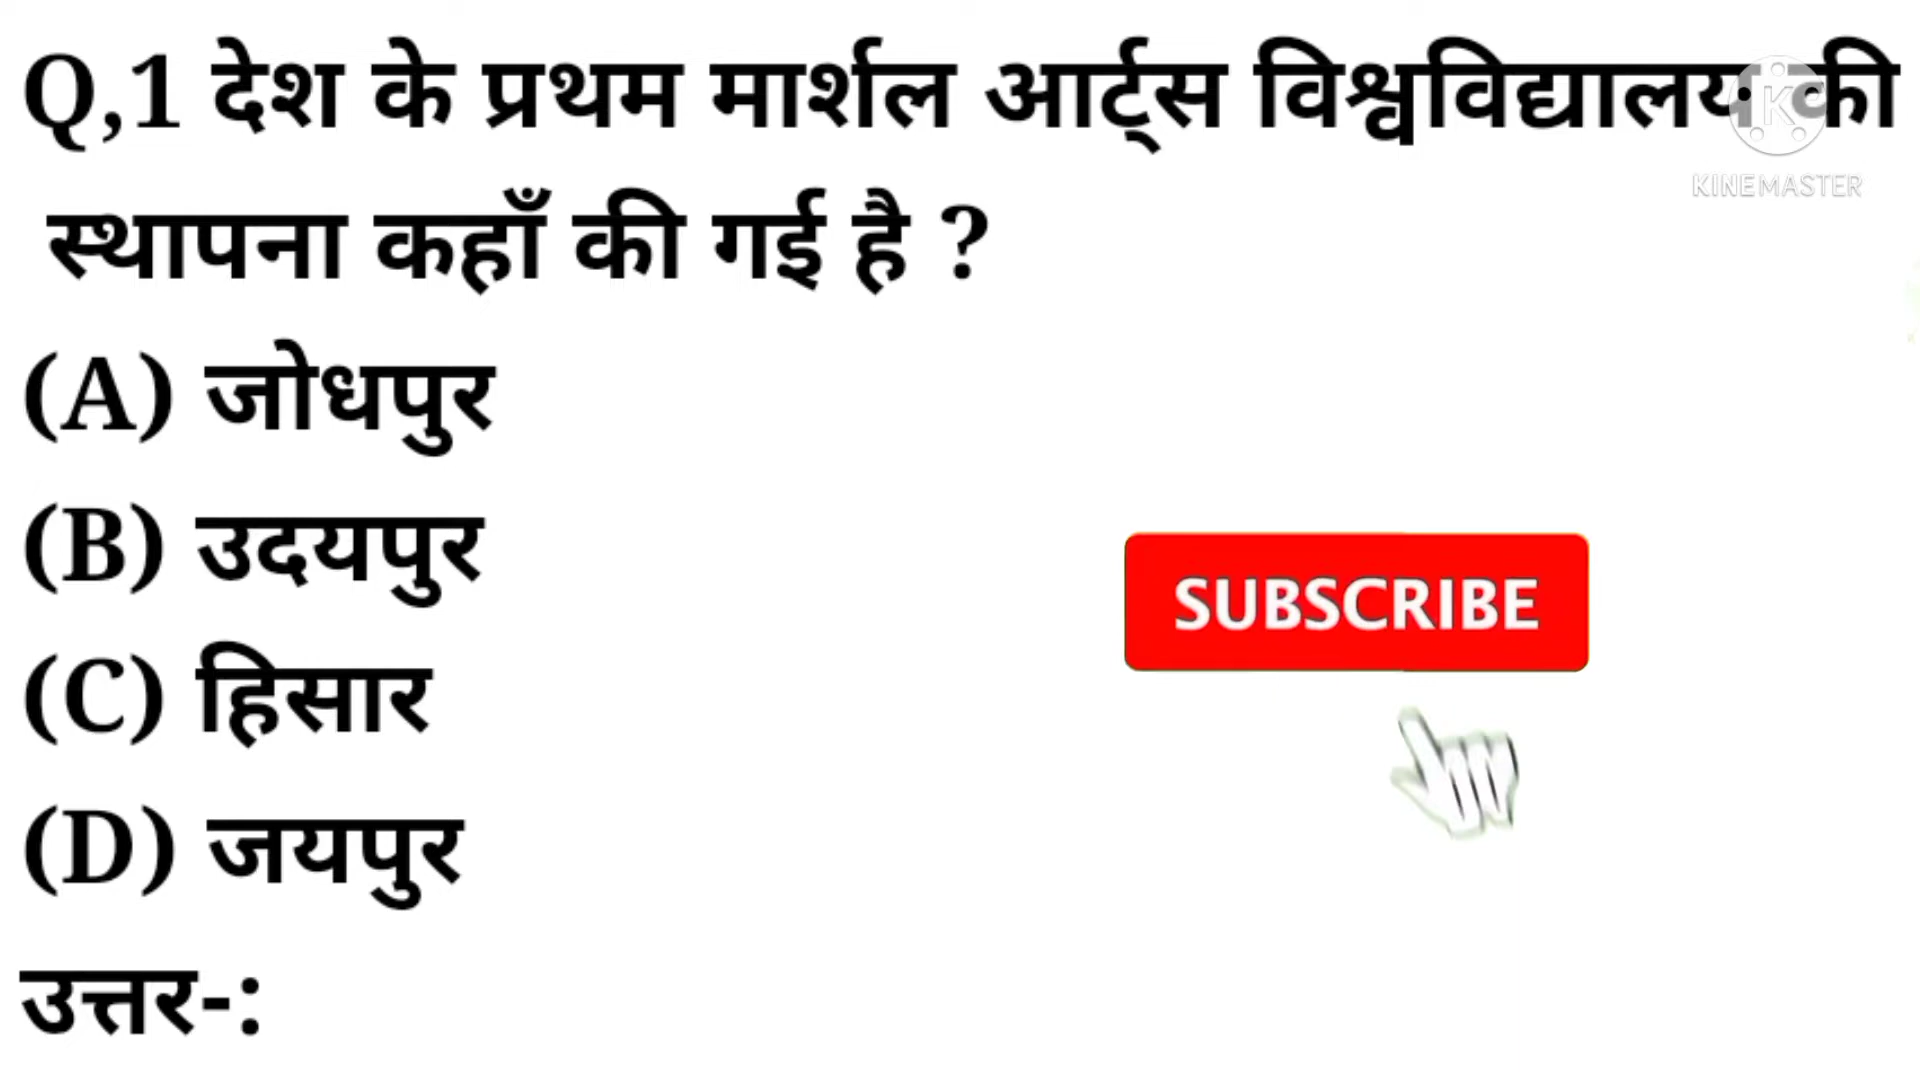 Q,1 देश के प्रथम मार्शल आर्ट्स विश्वविद्यालय की
स्थापना कहाँ की गई है ?
(A) जोधपुर
(B) उदयपुर
(C) हिसार
(D) जयपुर
उत्तर-:
K
KINEMASTER
SUBSCRIBE